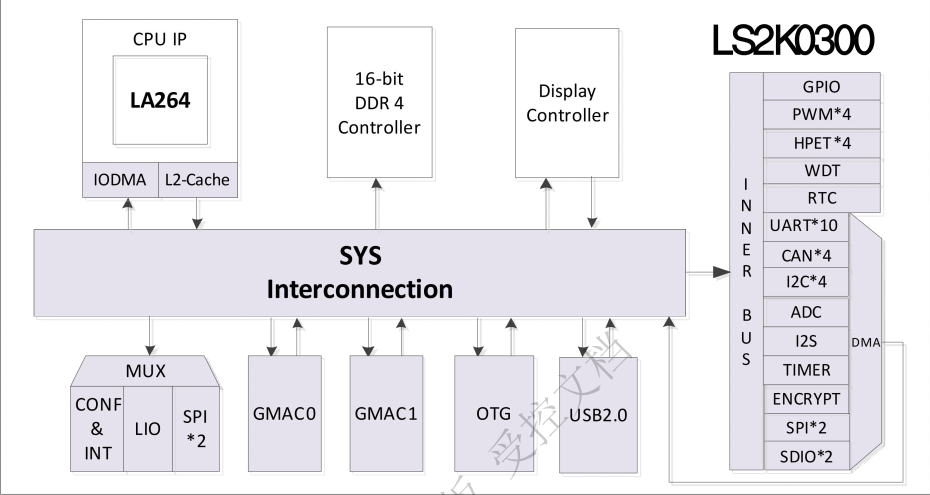 LS2K0300
CPU IP
LA264
IODMA
L2-Cache
16-bit
DDR 4
Controller
Display
Controller
SYS
Interconnection
MUX
CONF
&
INT
LIO
SPI
*2
GMAC0
GMAC1
OTG
USB2.0
INNER BUS
GPIO
PWM*4
HPET*4
WDT
RTC
UART*10
CAN*4
I2C*4
ADC
I2S
TIMER
ENCRYPT
SPI*2
SDIO*2
DMA
受控文档